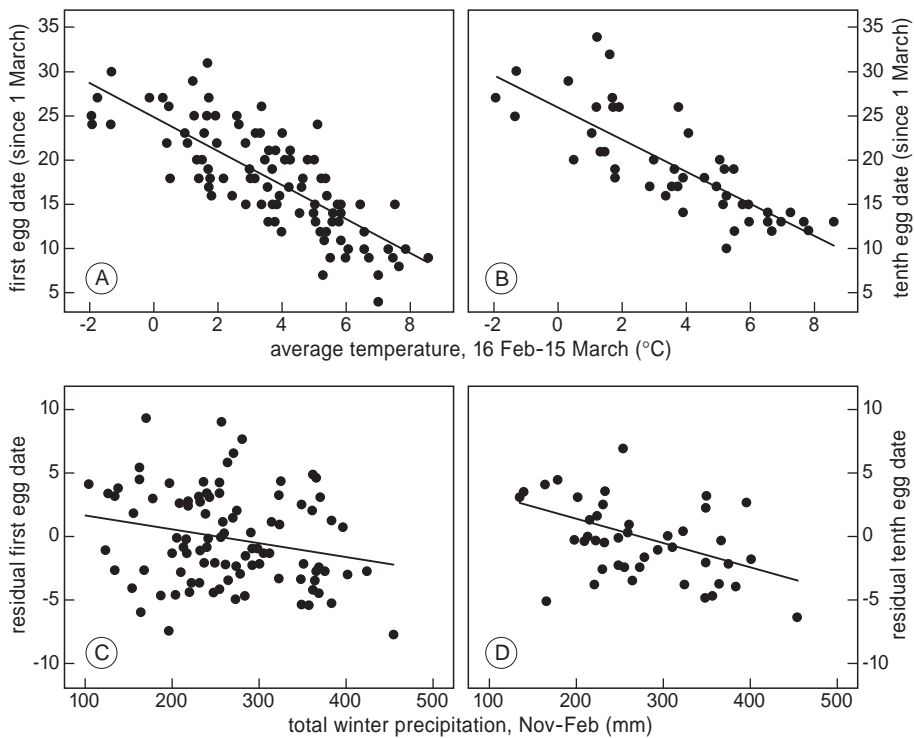 first egg date (since 1 March)
35
30
25
20
15
10
5
A
-2 0 2 4 6 8
35
30
25
20
15
10
5
tenth egg date (since 1 March)
B
-2 0 2 4 6 8
average temperature, 16 Feb-15 March (°C)
residual first egg date
10
5
0
-5
-10
C
100 200 300 400 500
10
5
0
-5
-10
residual tenth egg date
D
100 200 300 400 500
total winter precipitation, Nov-Feb (mm)